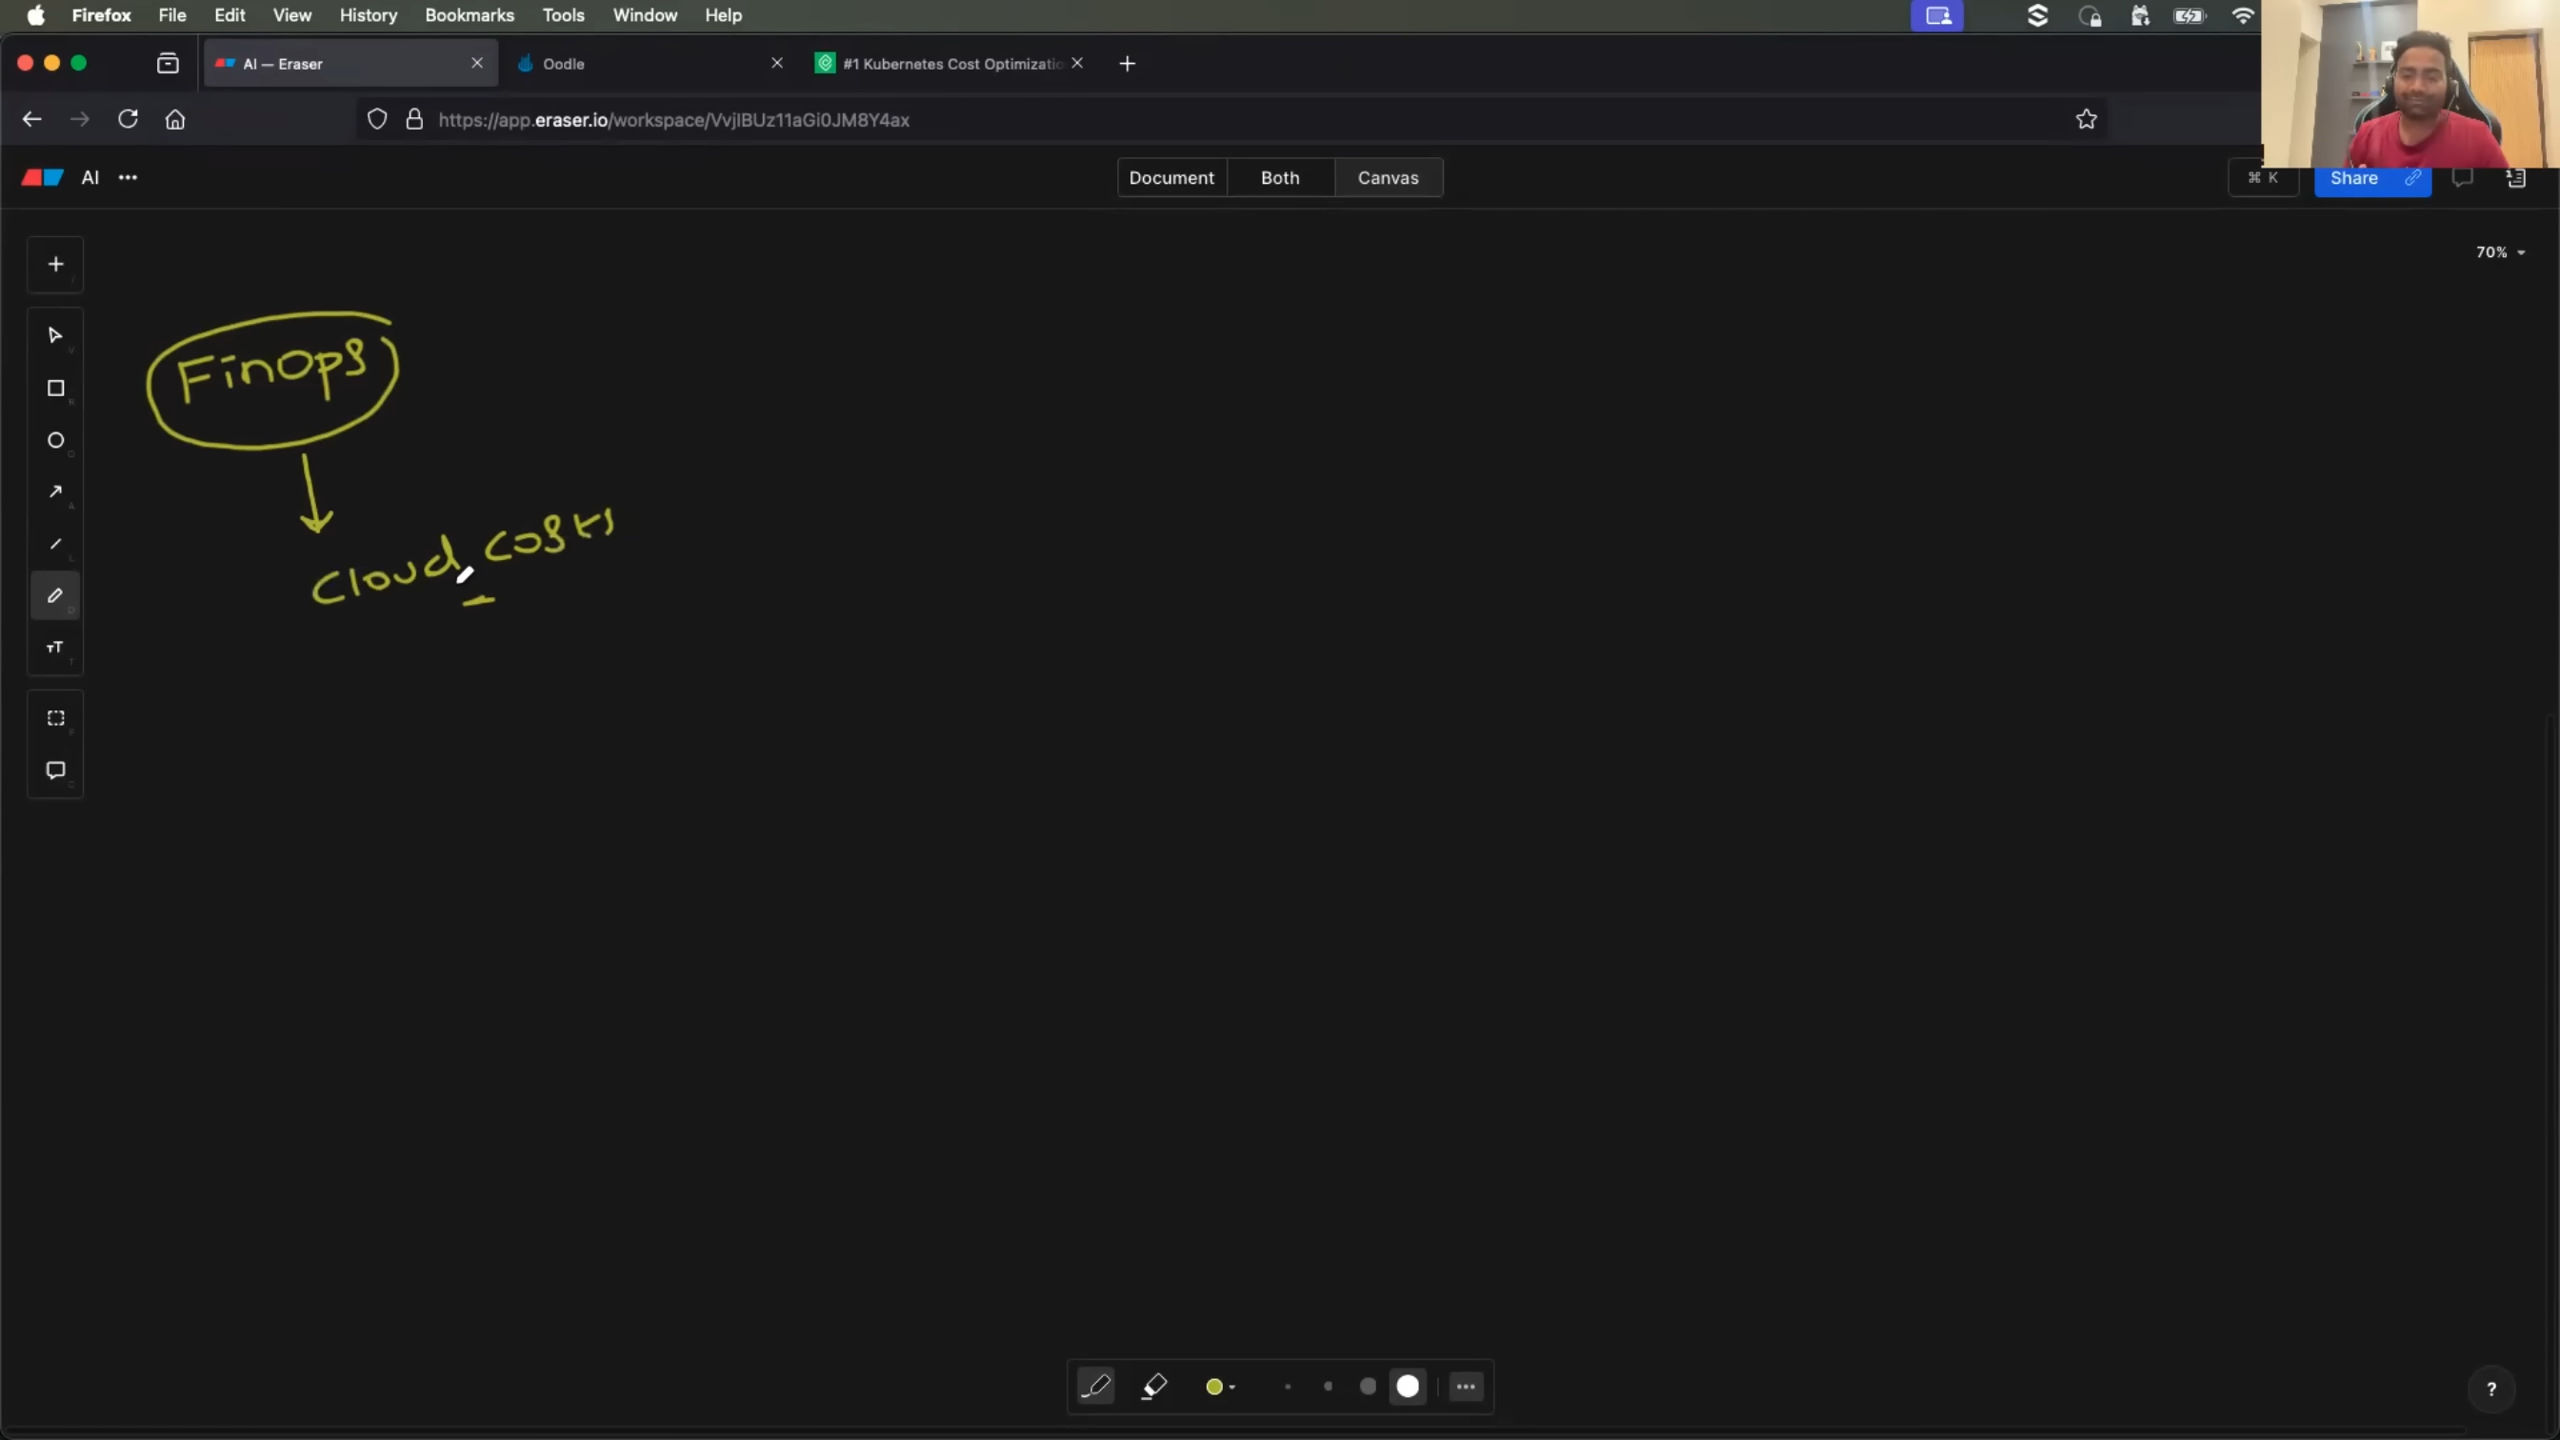 Firefox File Edit View History Bookmarks Tools Window Help
AI — Eraser
Oodle
#1 Kubernetes Cost Optimizatio
https://app.eraser.io/workspace/VvjIBUz11aGi0JM8Y4ax
AI
Document Both Canvas
⌘ K
Share
70%
FinOps
Cloud Costs
TT
?